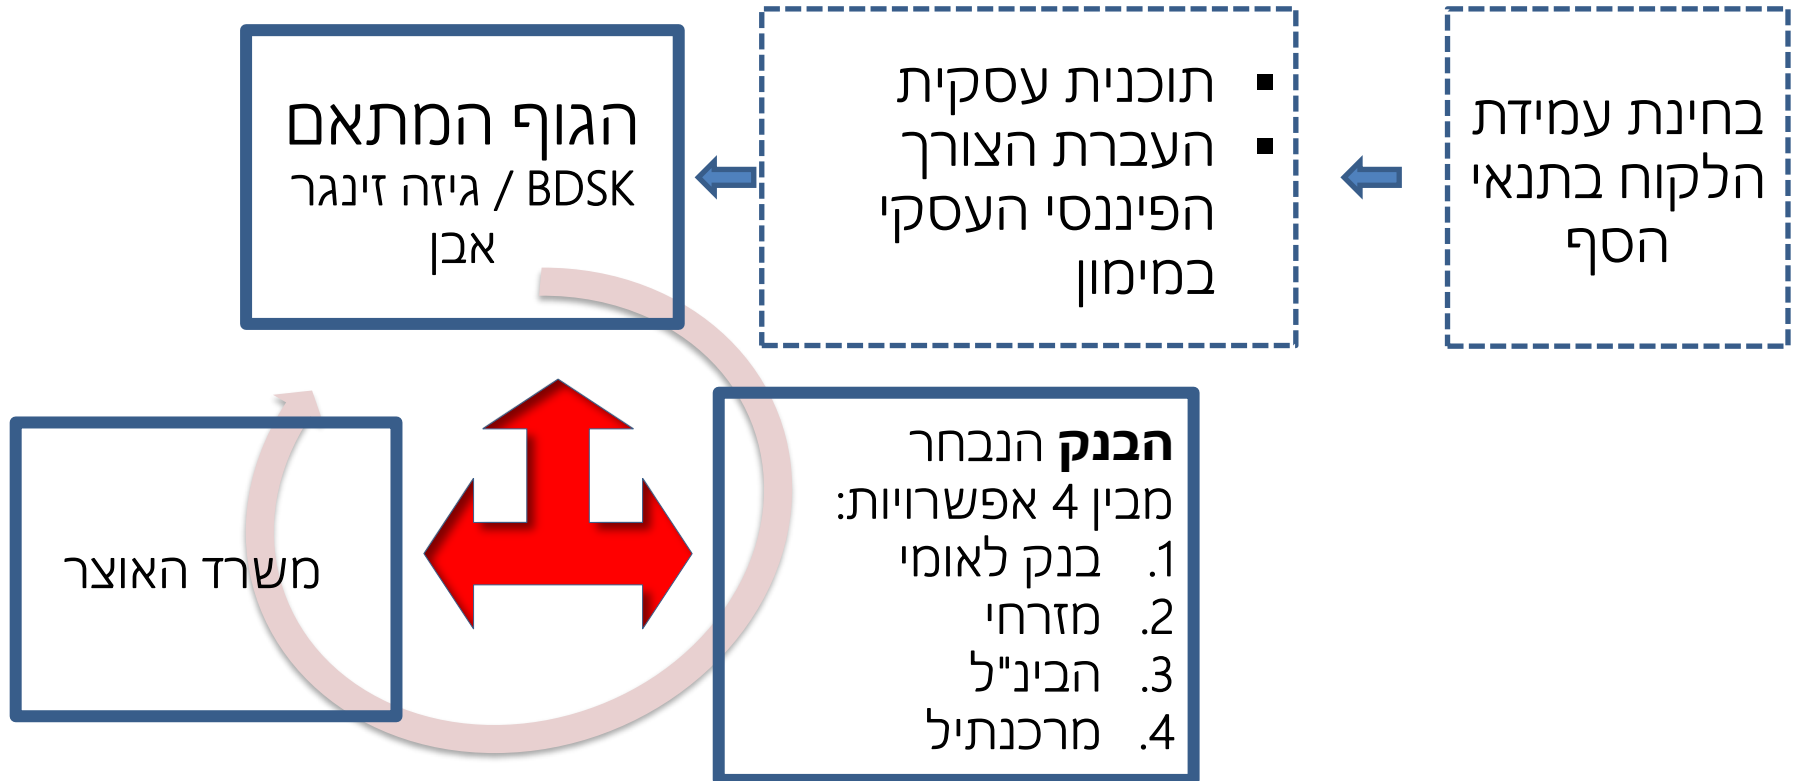 בחינת עמידת
הלקוח בתנאי
הסף
▪ תוכנית עסקית
▪ העברת הצורך
הפיננסי העסקי
במימון
הגוף המתאם
BDSK / גיזה זינגר
אבן
הבנק הנבחר
מבין 4 אפשרויות:
1. בנק לאומי
2. מזרחי
3. הבינ"ל
4. מרכנתיל
משרד האוצר